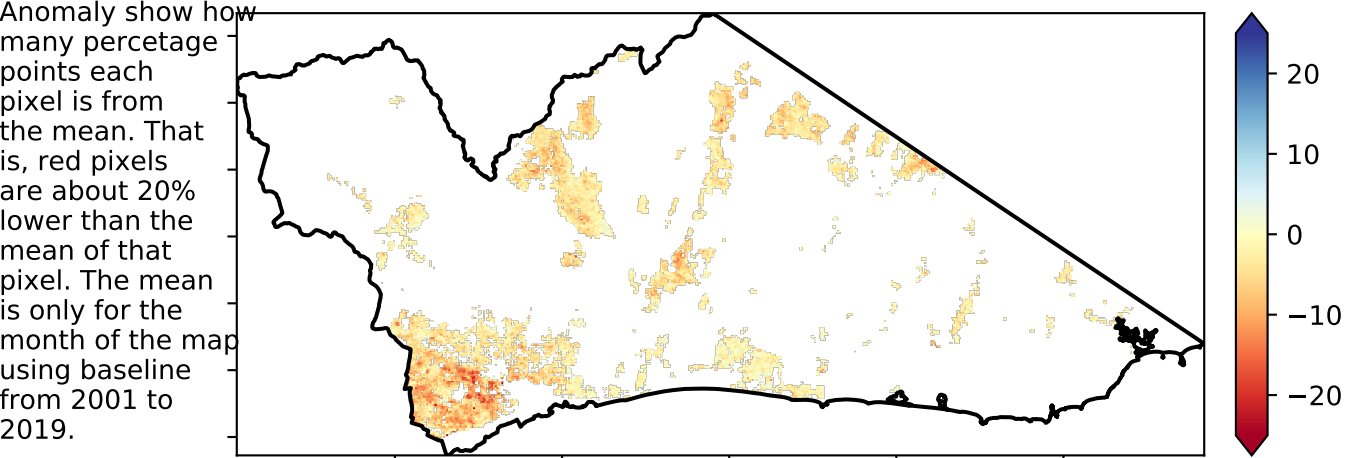 Anomaly show how
many percetage
points each
pixel is from
the mean. That
is, red pixels
are about 20%
lower than the
mean of that
pixel. The mean
is only for the
month of the map
using baseline
from 2001 to
2019.
20
10
0
−10
−20